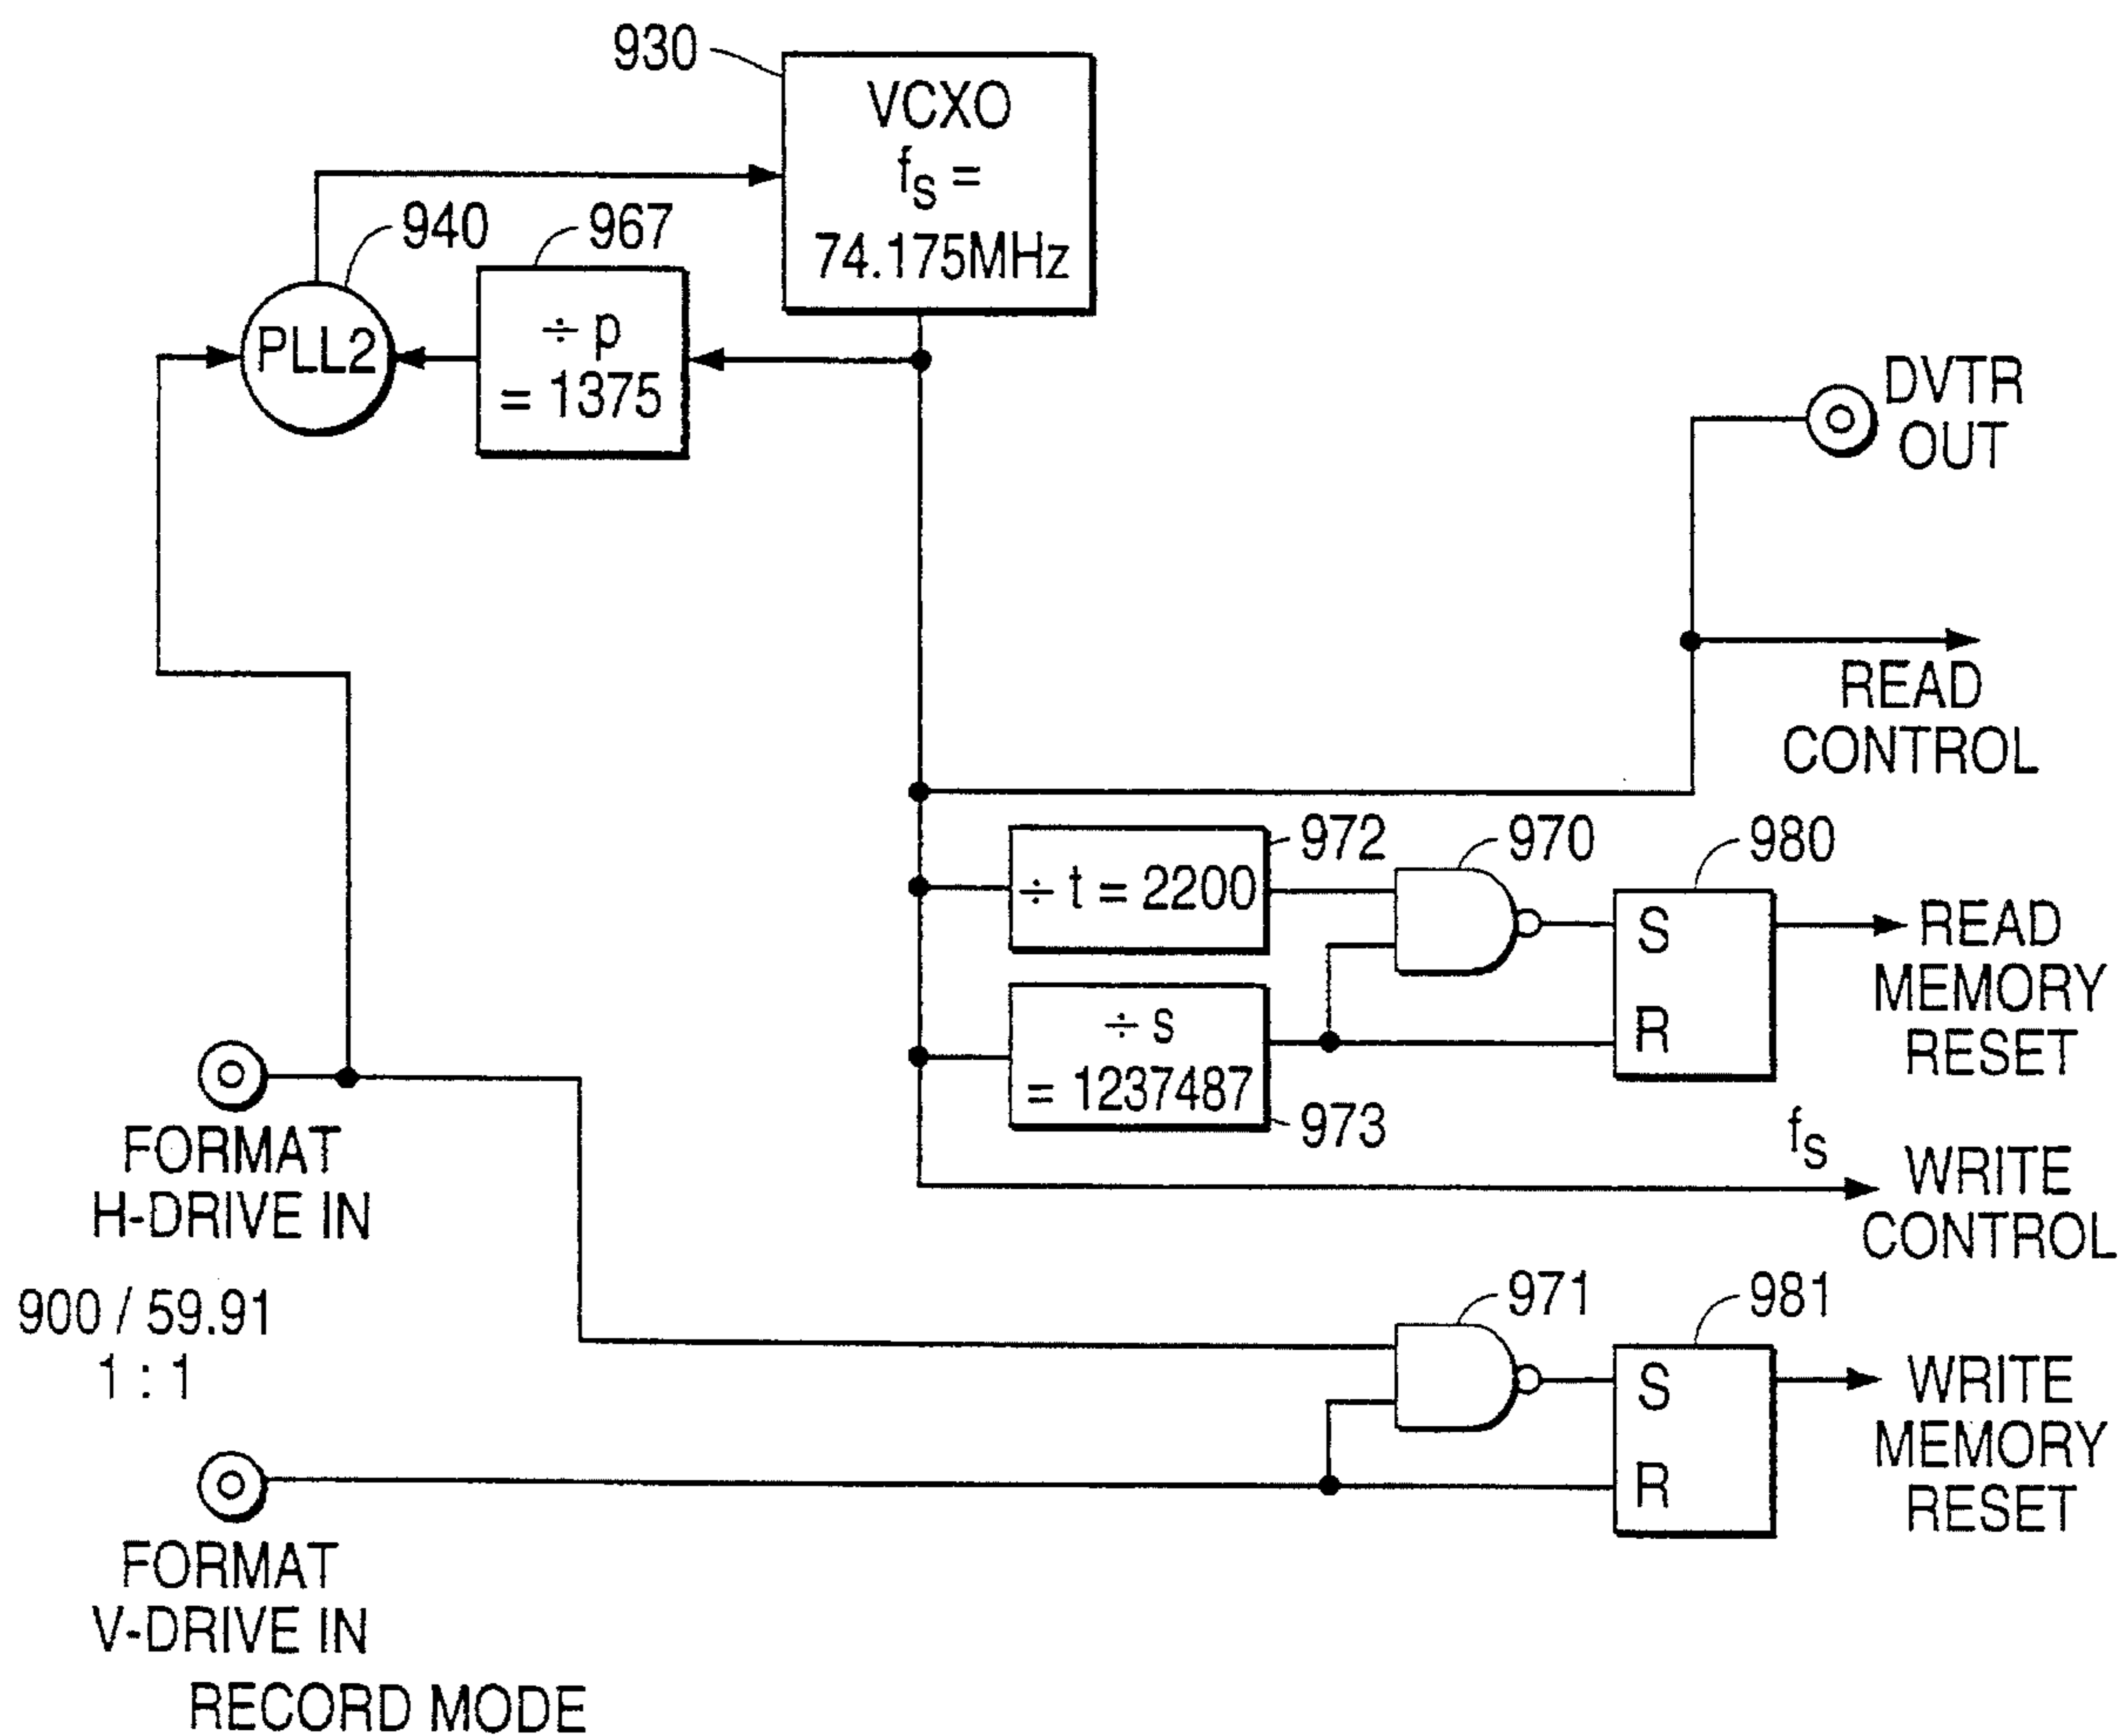 930
VCXO
fS =
74.175MHz
940
967
PLL2
÷ p
= 1375
DVTR
OUT
READ
CONTROL
972
970
980
÷ t = 2200
S
R
READ
MEMORY
RESET
÷ s
= 1237487
973
FORMAT
H-DRIVE IN
fS
WRITE
CONTROL
900 / 59.91
1 : 1
971
981
S
R
WRITE
MEMORY
RESET
FORMAT
V-DRIVE IN
RECORD MODE